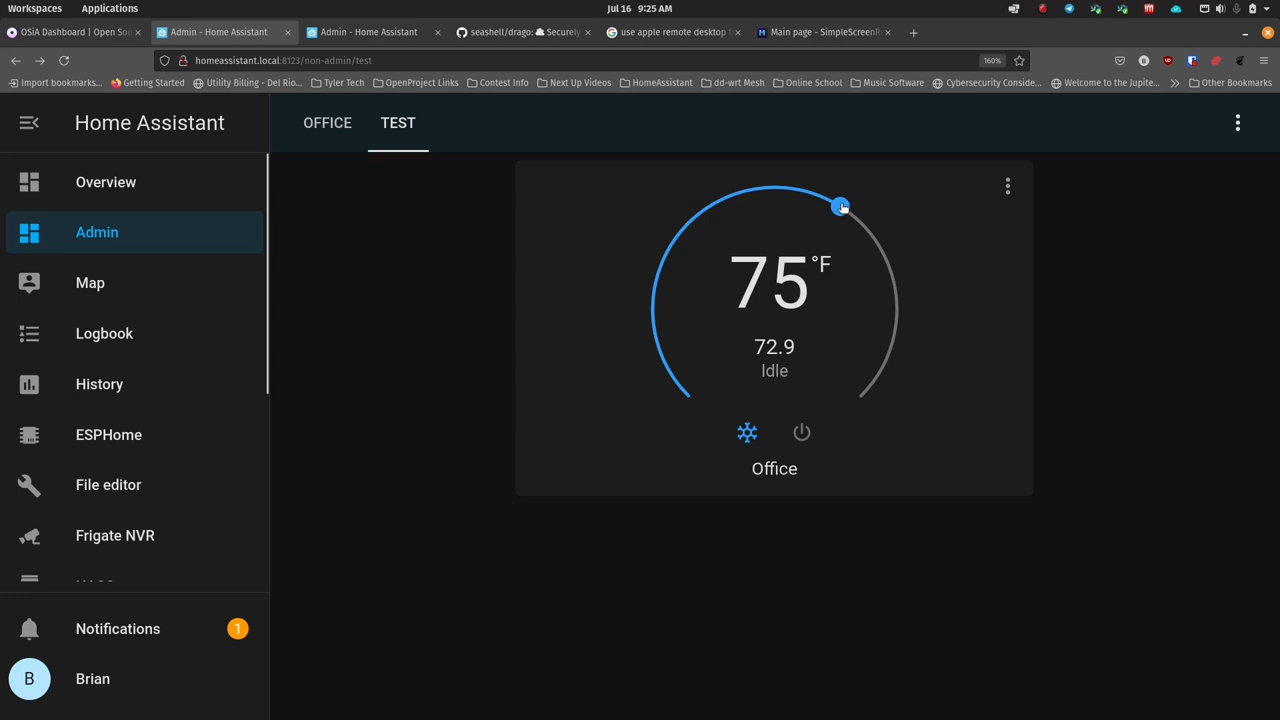 Workspaces Applications Jul 16 9:25 AM
OSiA Dashboard | Open Sou Admin - Home Assistant Admin - Home Assistant seashell/drago: Securely use apple remote desktop f Main page - SimpleScreenR
homeassistant.local:8123/non-admin/test 160%
Import bookmarks... Getting Started Utility Billing - Del Rio... Tyler Tech OpenProject Links Contest Info Next Up Videos HomeAssistant dd-wrt Mesh Online School Music Software Cybersecurity Conside... Welcome to the Jupite... Other Bookmarks
Home Assistant
OFFICE TEST
Overview
Admin
Map
Logbook
History
ESPHome
File editor
Frigate NVR
Notifications 1
B Brian
75 °F
72.9
Idle
Office